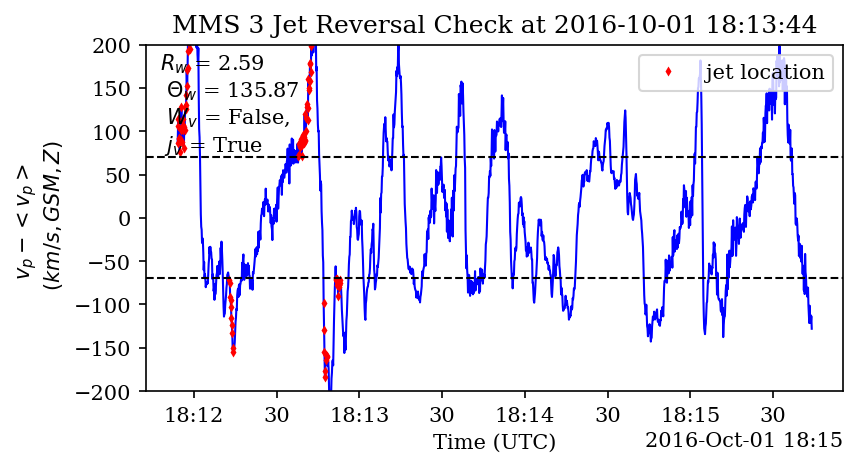 MMS 3 Jet Reversal Check at 2016-10-01 18:13:44
R_w = 2.59
Θ_w = 135.87
W_v = False,
j_v = True
jet location
v_p − < v_p >
(km/s, GSM, Z)
200
150
100
50
0
−50
−100
−150
−200
18:12 30 18:13 30 18:14 30 18:15 30
Time (UTC)
2016-Oct-01 18:15